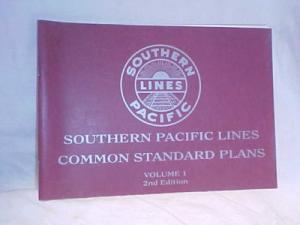 SOUTHERN
LINES
PACIFIC
SOUTHERN PACIFIC LINES
COMMON STANDARD PLANS
VOLUME 1
2nd Edition